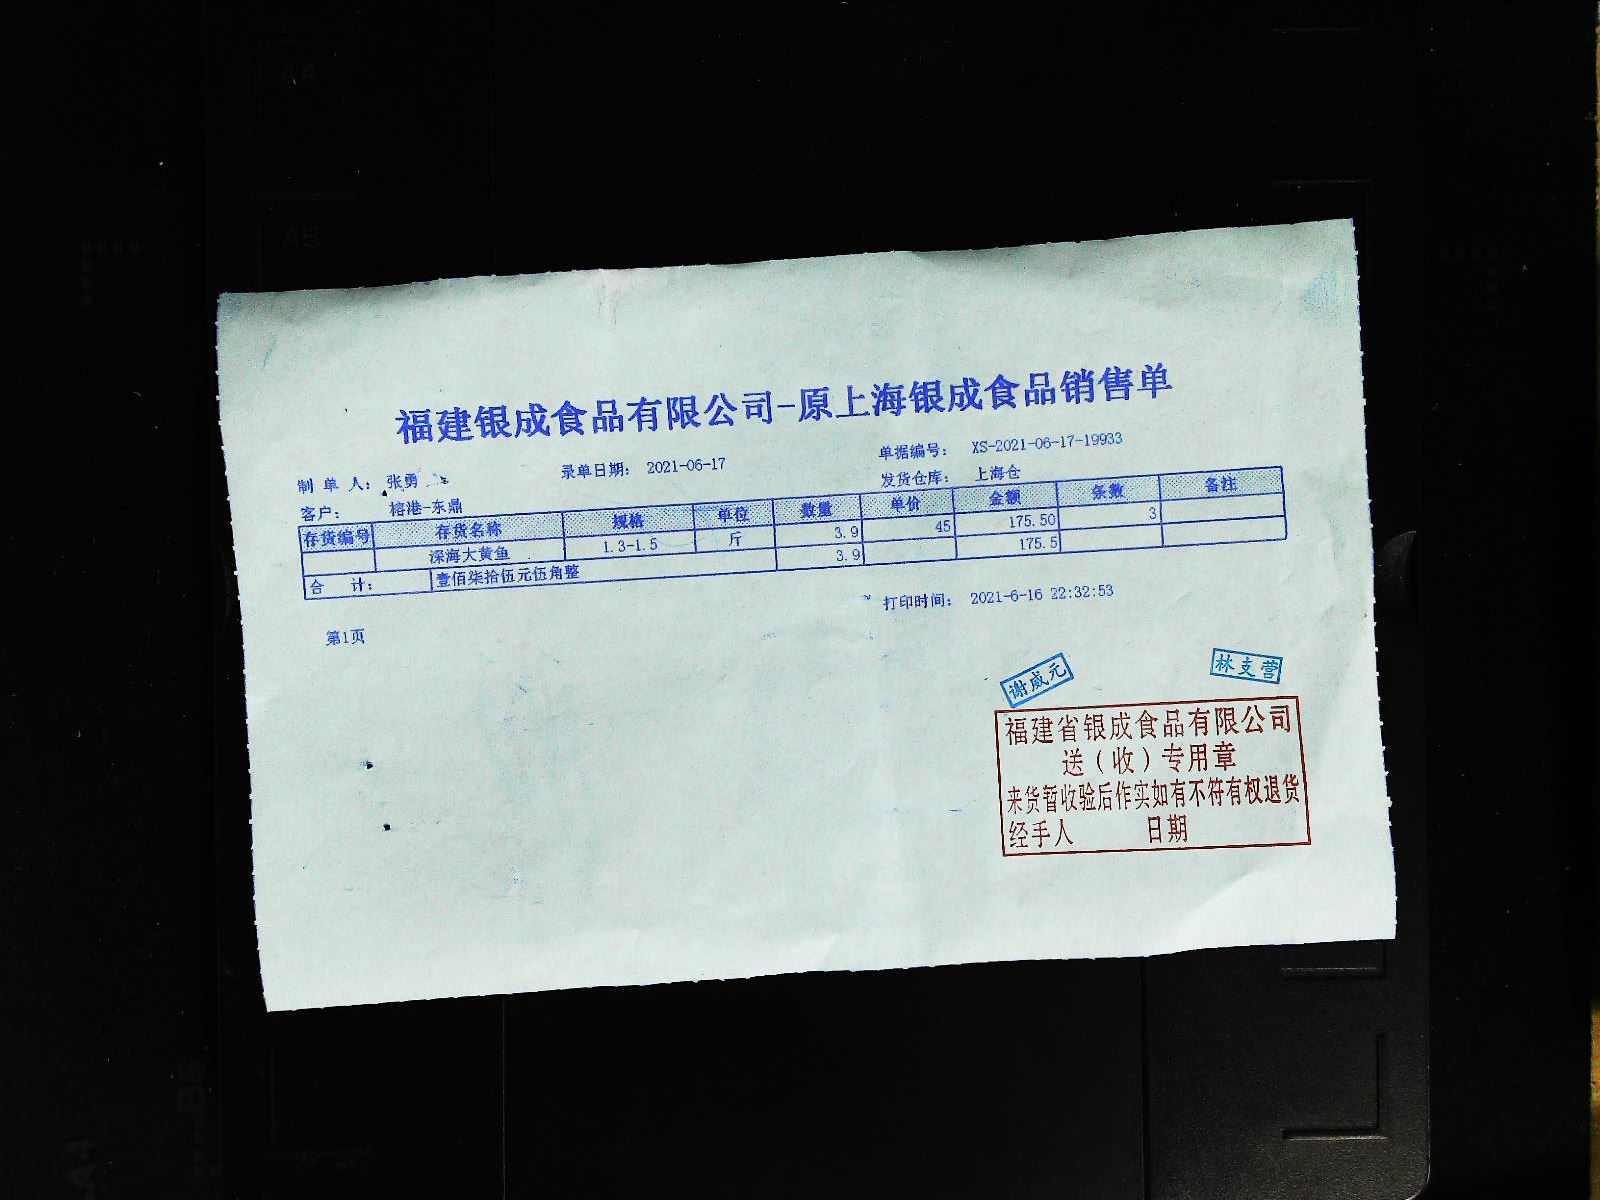 福建银成食品有限公司-原上海银成食品销售单
单据编号： XS-2021-06-17-19933
制 单 人： 张勇 录单日期： 2021-06-17
发货仓库： 上海仓
客户： 榕港-东鼎
存货编号 存货名称 规格 单位 数量 单价 金额 条数 备注
深海大黄鱼 1.3-1.5 斤 3.9 45 175.50 3
合 计： 壹佰柒拾伍元伍角整 3.9 175.5
打印时间： 2021-6-16 22:32:53
第1页
谢威元 林支营
福建省银成食品有限公司
送（收）专用章
来货暂收验后作实如有不符有权退货
经手人 日期
A4
A5
B5
A4